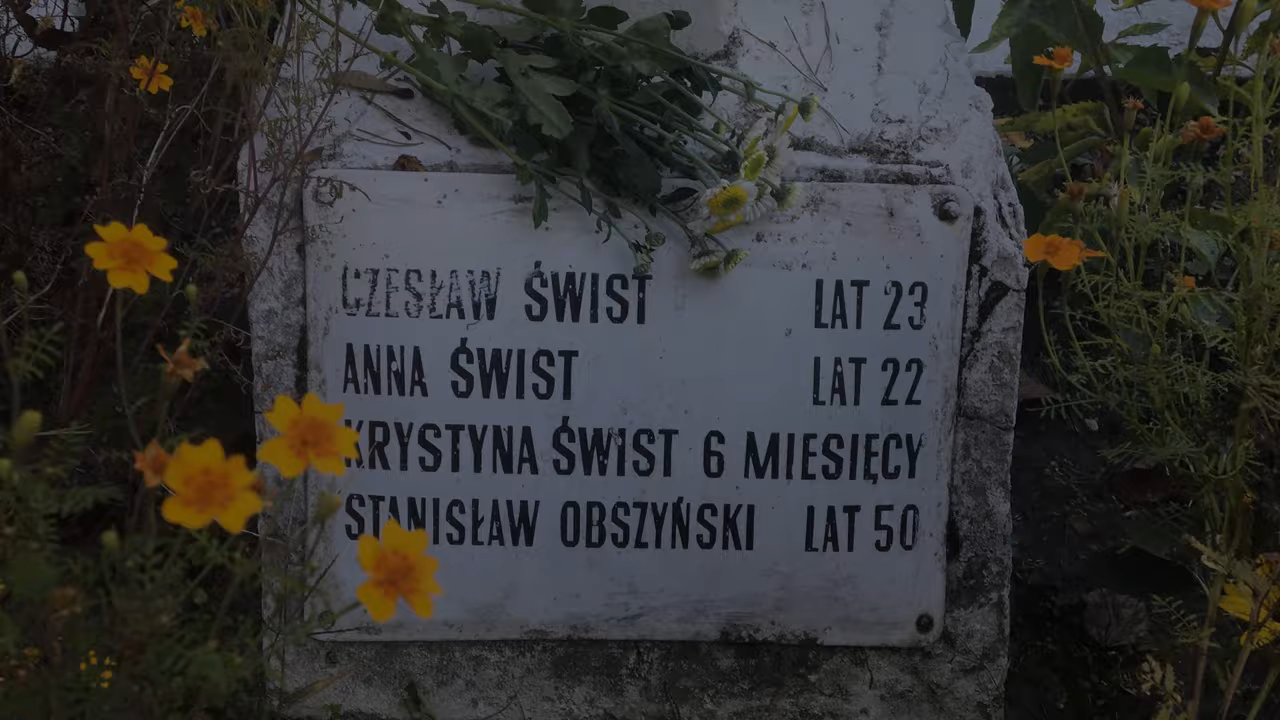 CZESŁAW ŚWIST LAT 23
ANNA ŚWIST LAT 22
KRYSTYNA ŚWIST 6 MIESIĘCY
STANISŁAW OBSZYŃSKI LAT 50